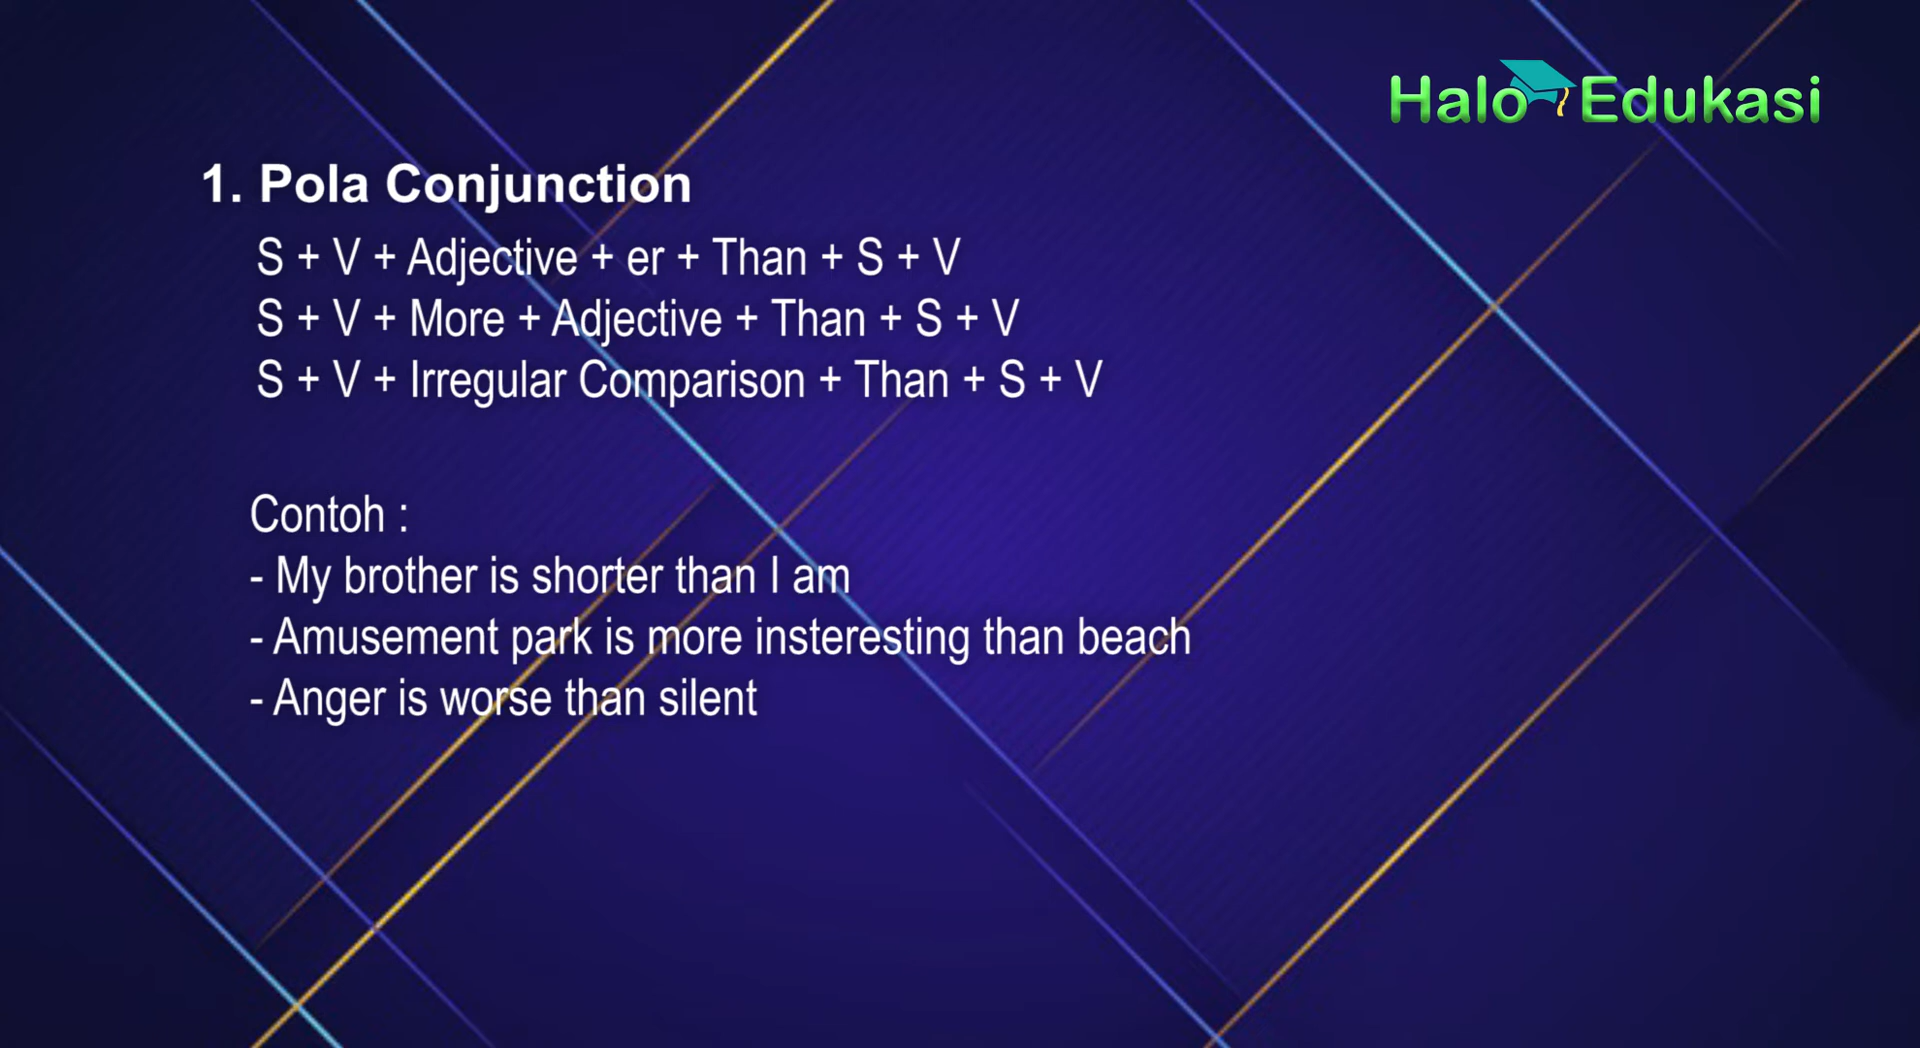 Halo Edukasi
1. Pola Conjunction
S + V + Adjective + er + Than + S + V
S + V + More + Adjective + Than + S + V
S + V + Irregular Comparison + Than + S + V
Contoh :
- My brother is shorter than I am
- Amusement park is more insteresting than beach
- Anger is worse than silent